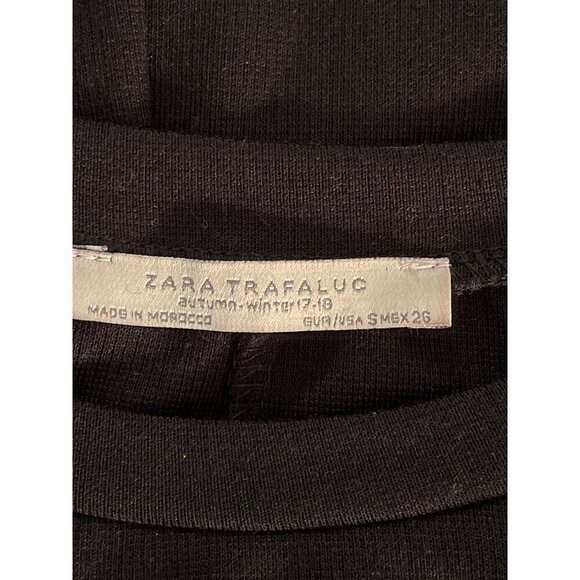 ZARA TRAFALUC
autumn-winter 17-18
MADE IN MOROCCO EUR/USA S MEX 26